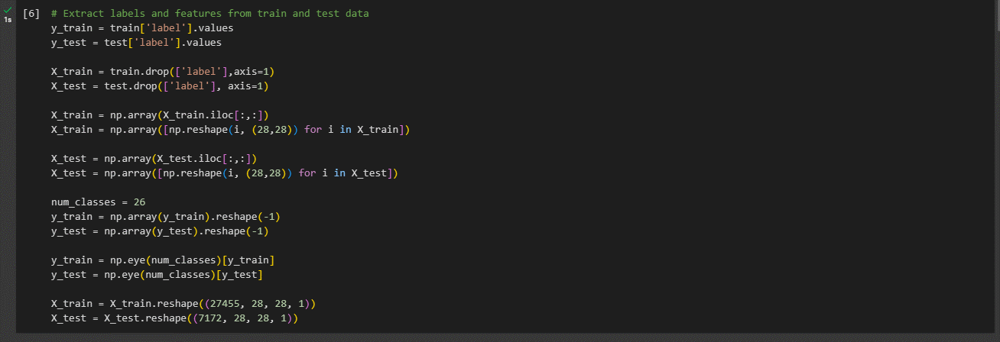 [6] # Extract labels and features from train and test data
1s
y_train = train['label'].values
y_test = test['label'].values
X_train = train.drop(['label'],axis=1)
X_test = test.drop(['label'], axis=1)
X_train = np.array(X_train.iloc[:,:])
X_train = np.array([np.reshape(i, (28,28)) for i in X_train])
X_test = np.array(X_test.iloc[:,:])
X_test = np.array([np.reshape(i, (28,28)) for i in X_test])
num_classes = 26
y_train = np.array(y_train).reshape(-1)
y_test = np.array(y_test).reshape(-1)
y_train = np.eye(num_classes)[y_train]
y_test = np.eye(num_classes)[y_test]
X_train = X_train.reshape((27455, 28, 28, 1))
X_test = X_test.reshape((7172, 28, 28, 1))